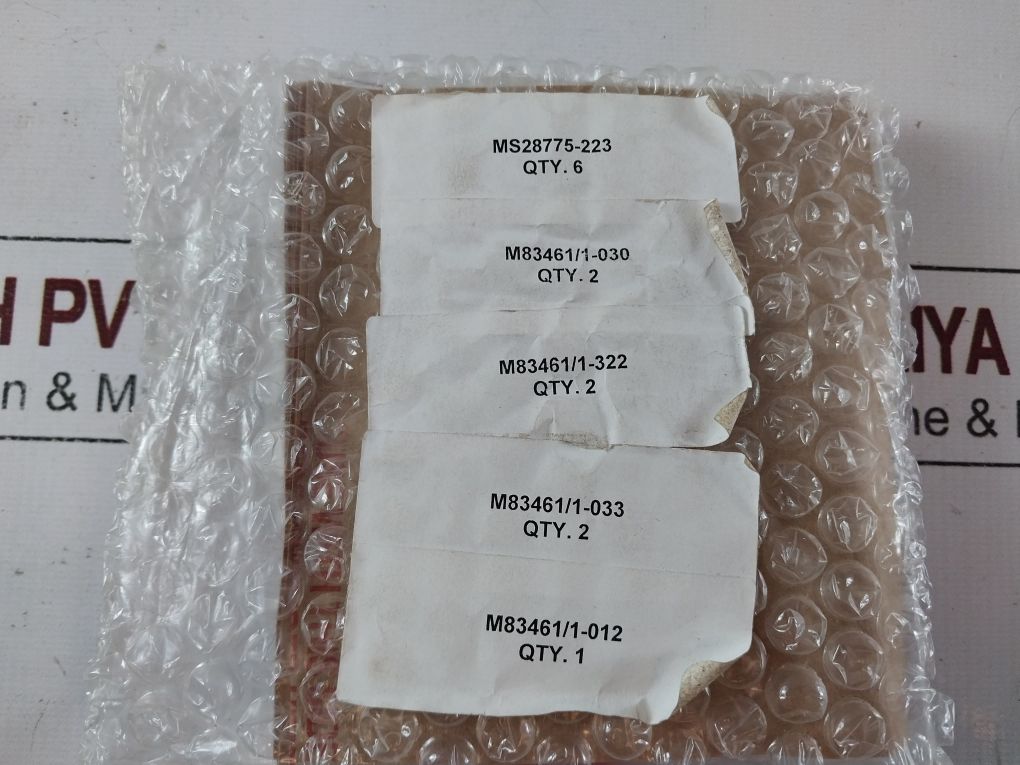 MS28775-223
QTY. 6
M83461/1-030
QTY. 2
M83461/1-322
QTY. 2
M83461/1-033
QTY. 2
M83461/1-012
QTY. 1
H PV
n & M
MYA
ne &